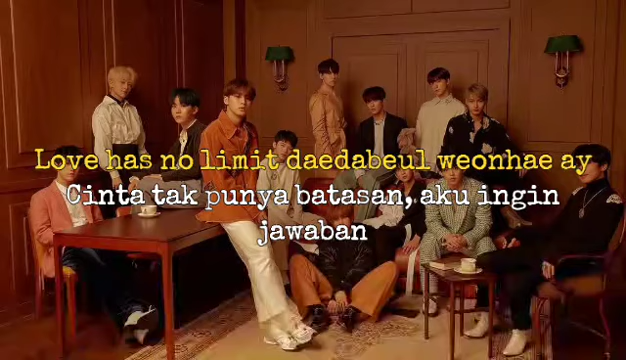 Love has no limit daedabeul weonhae ay
Cinta tak punya batasan, aku ingin
jawaban